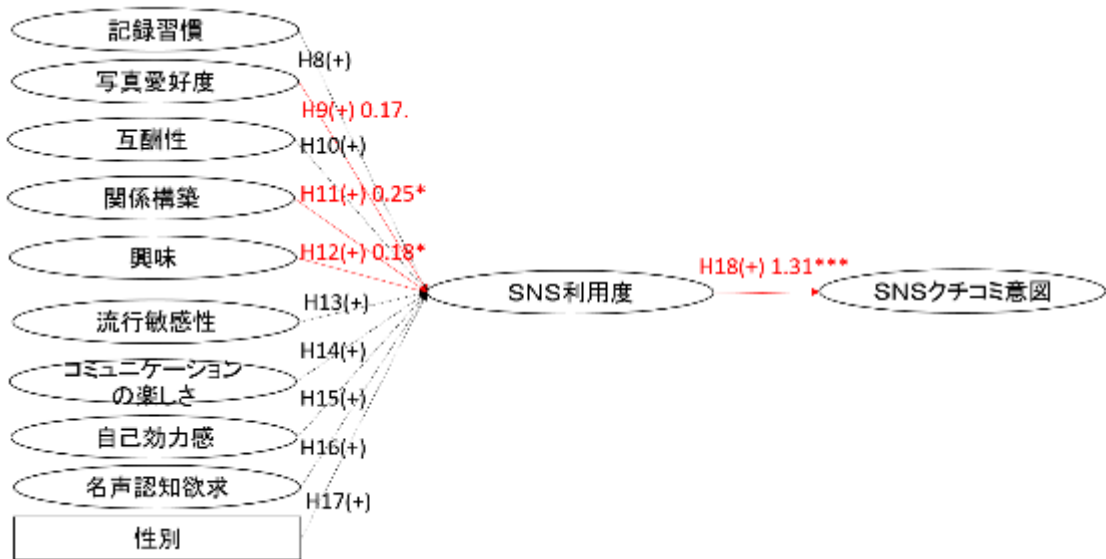 記録習慣
H8(+)
写真愛好度
H9(+) 0.17.
互酬性
H10(+)
関係構築
H11(+) 0.25*
興味
H12(+) 0.18*
SNS利用度
H18(+) 1.31***
SNSクチコミ意図
流行敏感性
H13(+)
H14(+)
コミュニケーション
の楽しさ
H15(+)
自己効力感
H16(+)
名声認知欲求
H17(+)
性別